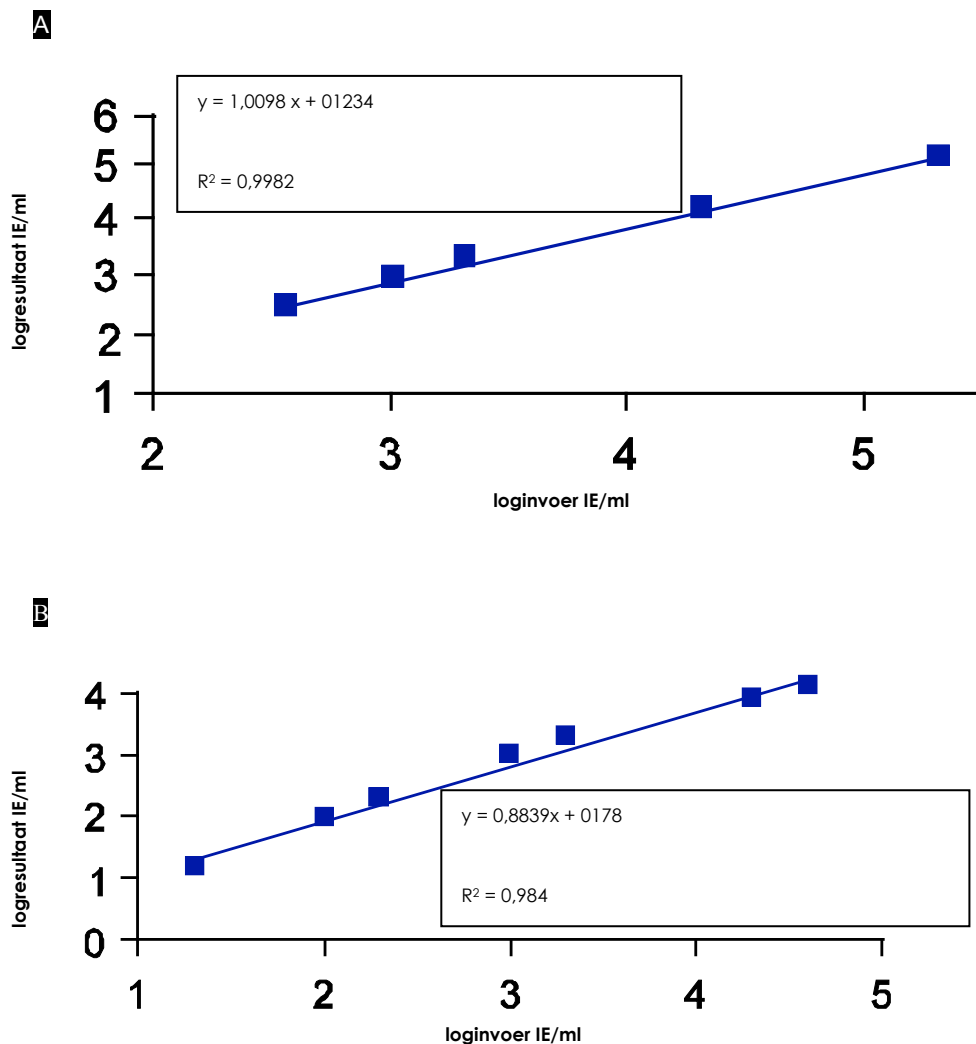 A
y = 1,0098 x + 01234
R² = 0,9982
6
5
4
3
2
1
logresultaat IE/ml
2 3 4 5
loginvoer IE/ml
B
4
3
2
1
0
logresultaat IE/ml
y = 0,8839x + 0178
R² = 0,984
1 2 3 4 5
loginvoer IE/ml